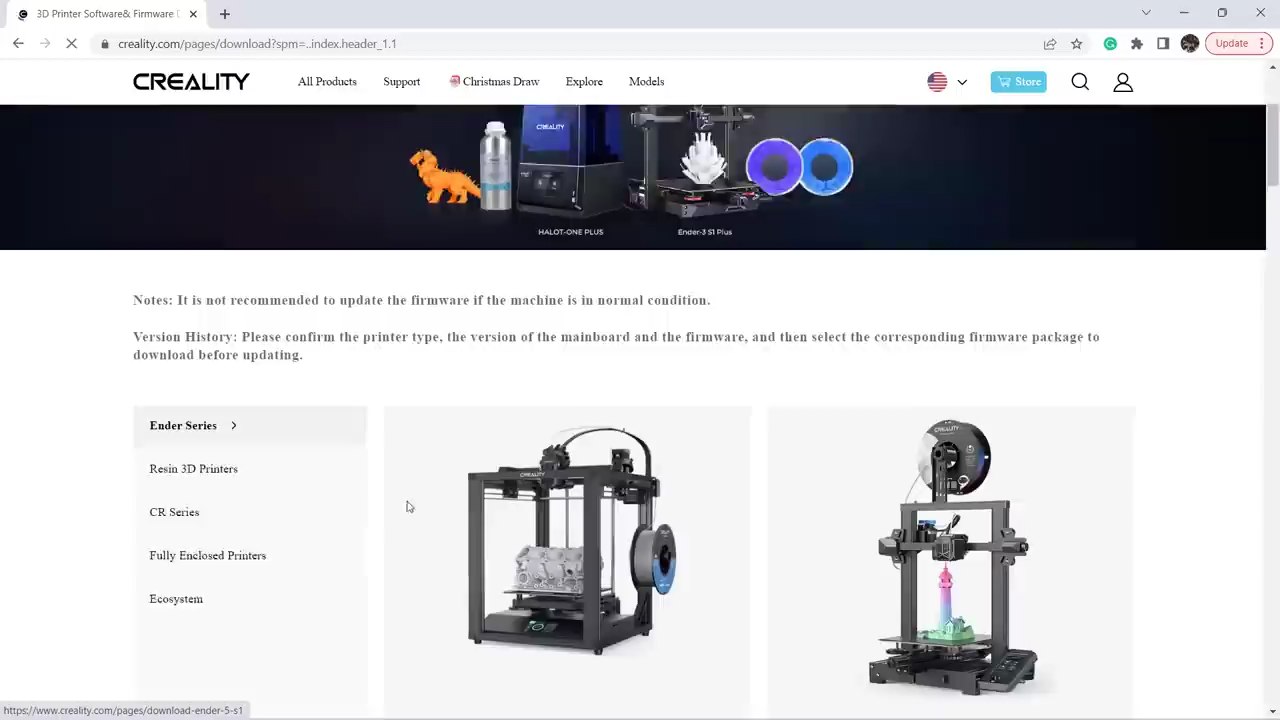 3D Printer Software& Firmware
creality.com/pages/download?spm=..index.header_1.1
Update
CREALITY
All Products
Support
Christmas Draw
Explore
Models
Store
CREALITY
HALOT-ONE PLUS
Ender-3 S1 Plus
Notes: It is not recommended to update the firmware if the machine is in normal condition.
Version History: Please confirm the printer type, the version of the mainboard and the firmware, and then select the corresponding firmware package to
download before updating.
Ender Series
Resin 3D Printers
CR Series
Fully Enclosed Printers
Ecosystem
CREALITY
CREALITY
https://www.creality.com/pages/download-ender-5-s1